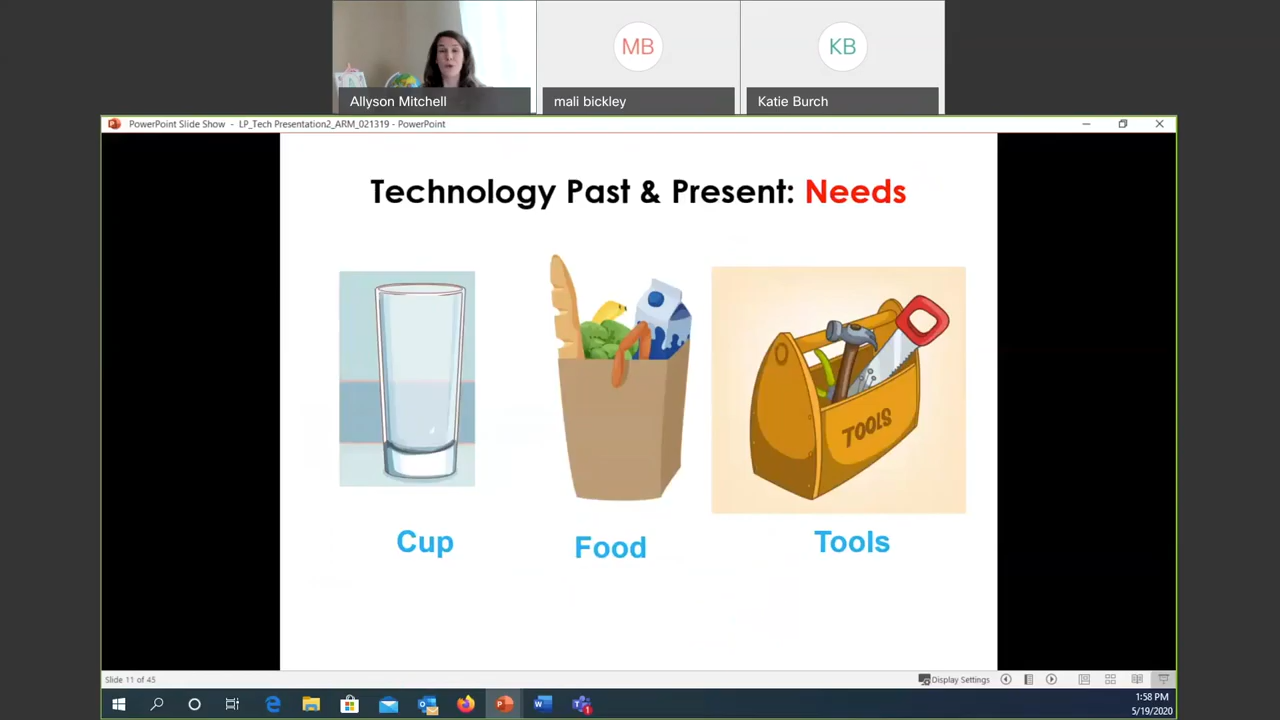 MB
KB
Allyson Mitchell
mali bickley
Katie Burch
PowerPoint Slide Show - LP_Tech Presentation2_ARM_021319 - PowerPoint
Technology Past & Present: Needs
TOOLS
Cup
Food
Tools
Slide 11 of 45
Display Settings
1:58 PM
5/19/2020